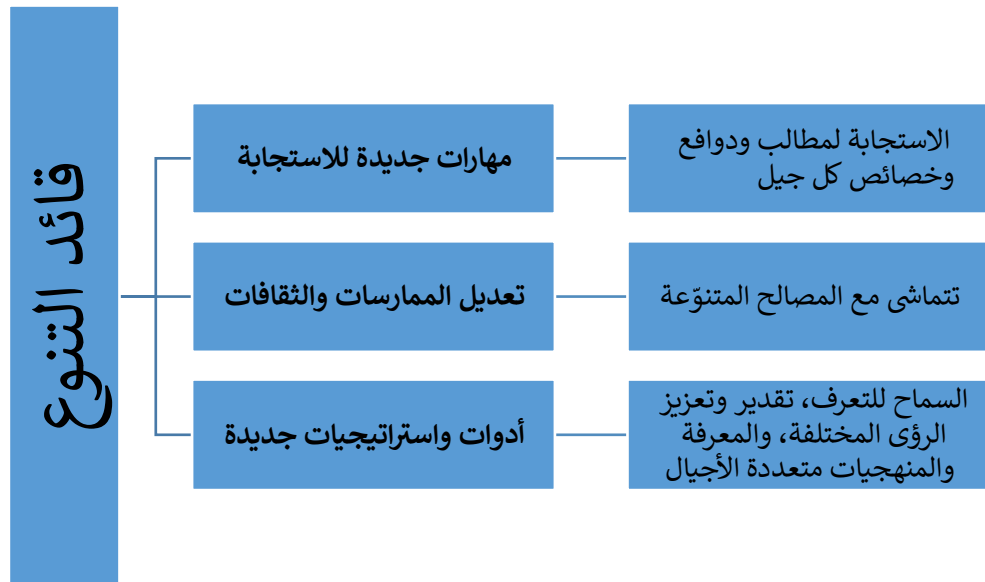 قائد التنوع
مهارات جديدة للاستجابة
الاستجابة لمطالب ودوافع
وخصائص كل جيل
تعديل الممارسات والثقافات
تتماشى مع المصالح المتنوّعة
أدوات واستراتيجيات جديدة
السماح للتعرف، تقدير وتعزيز
الرؤى المختلفة، والمعرفة
والمنهجيات متعددة الأجيال